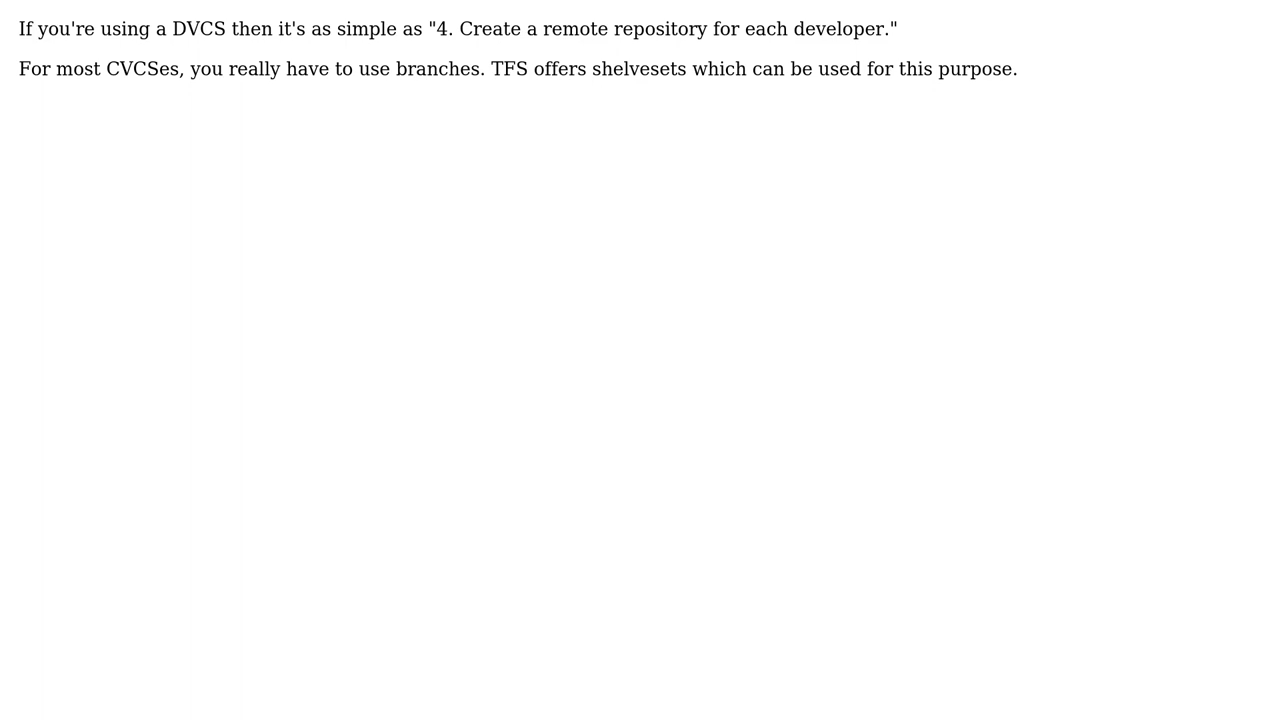 If you're using a DVCS then it's as simple as "4. Create a remote repository for each developer."
For most CVCSes, you really have to use branches. TFS offers shelvesets which can be used for this purpose.